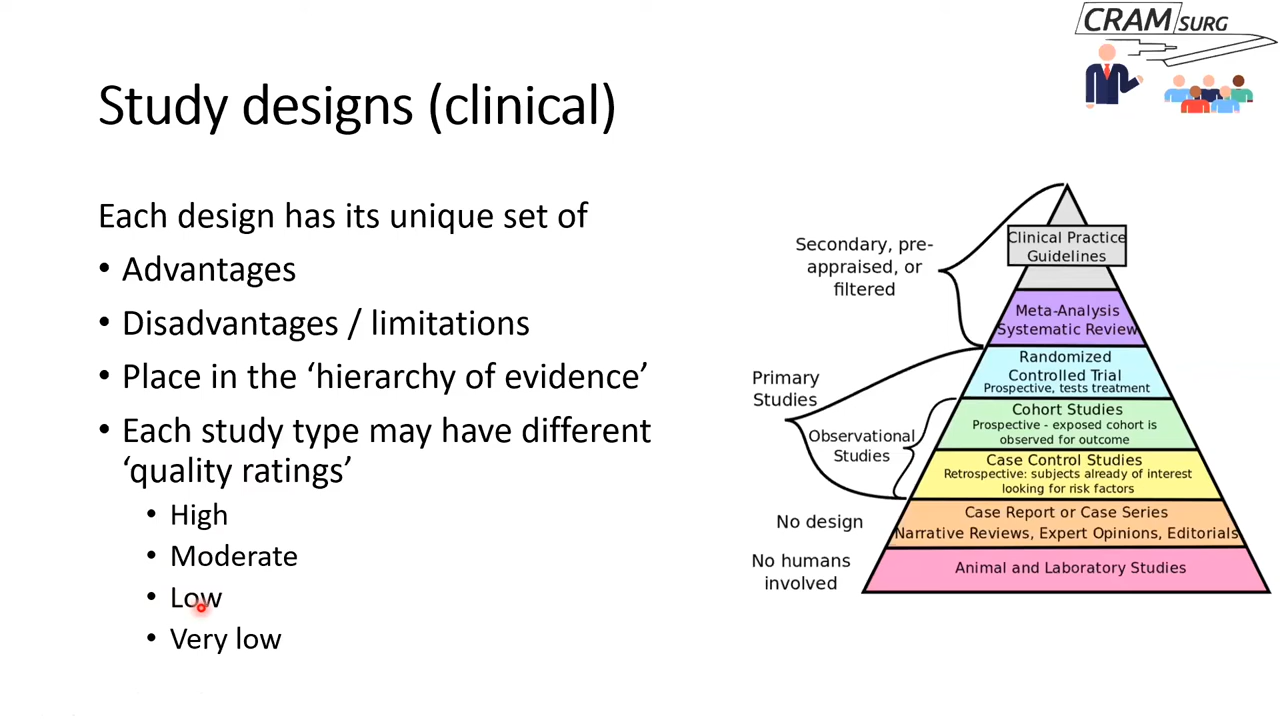 CRAM SURG
Study designs (clinical)
Each design has its unique set of
• Advantages
• Disadvantages / limitations
• Place in the ‘hierarchy of evidence’
• Each study type may have different
‘quality ratings’
• High
• Moderate
• Low
• Very low
Secondary, pre-
appraised, or
filtered
Clinical Practice
Guidelines
Meta-Analysis
Systematic Review
Primary
Studies
Randomized
Controlled Trial
Prospective, tests treatment
Observational
Studies
Cohort Studies
Prospective - exposed cohort is
observed for outcome
Case Control Studies
Retrospective: subjects already of interest
looking for risk factors
No design
Case Report or Case Series
Narrative Reviews, Expert Opinions, Editorials
No humans
involved
Animal and Laboratory Studies